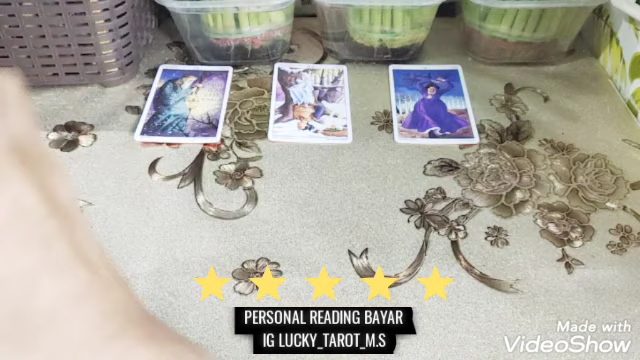 PERSONAL READING BAYAR
IG LUCKY_TAROT_M.S
Made with
VideoShow